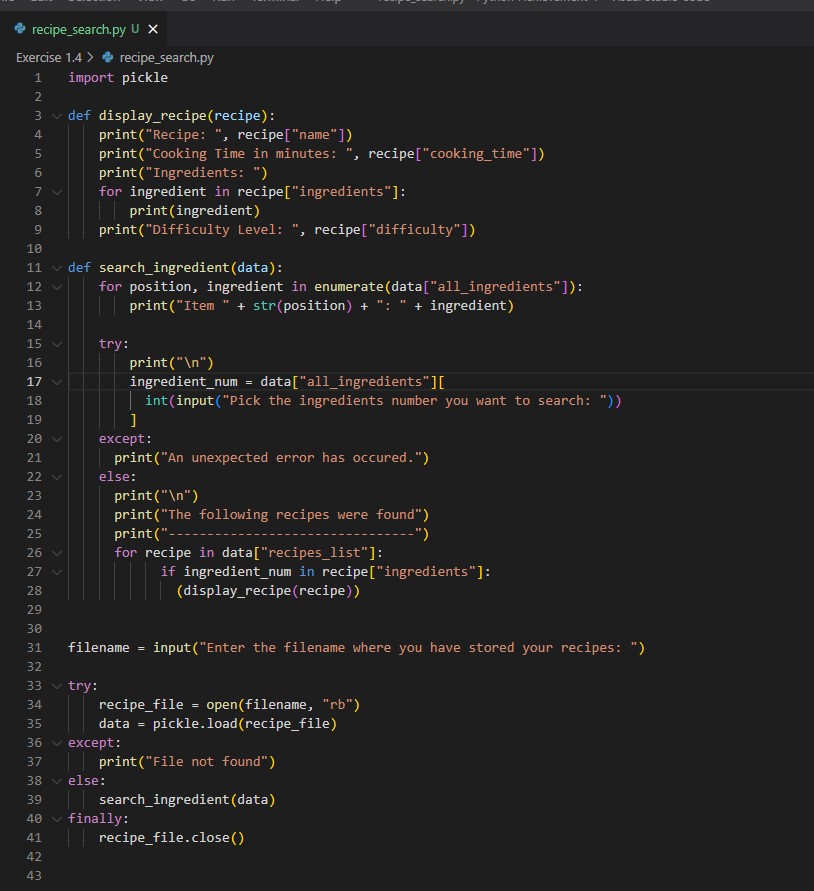 recipe_search.py U
Exercise 1.4 > recipe_search.py
1 import pickle
2
3 def display_recipe(recipe):
4 print("Recipe: ", recipe["name"])
5 print("Cooking Time in minutes: ", recipe["cooking_time"])
6 print("Ingredients: ")
7 for ingredient in recipe["ingredients"]:
8 print(ingredient)
9 print("Difficulty Level: ", recipe["difficulty"])
10
11 def search_ingredient(data):
12 for position, ingredient in enumerate(data["all_ingredients"]):
13 print("Item " + str(position) + ": " + ingredient)
14
15 try:
16 print("\n")
17 ingredient_num = data["all_ingredients"][
18 int(input("Pick the ingredients number you want to search: "))
19 ]
20 except:
21 print("An unexpected error has occured.")
22 else:
23 print("\n")
24 print("The following recipes were found")
25 print("--------------------------------")
26 for recipe in data["recipes_list"]:
27 if ingredient_num in recipe["ingredients"]:
28 (display_recipe(recipe))
29
30
31 filename = input("Enter the filename where you have stored your recipes: ")
32
33 try:
34 recipe_file = open(filename, "rb")
35 data = pickle.load(recipe_file)
36 except:
37 print("File not found")
38 else:
39 search_ingredient(data)
40 finally:
41 recipe_file.close()
42
43